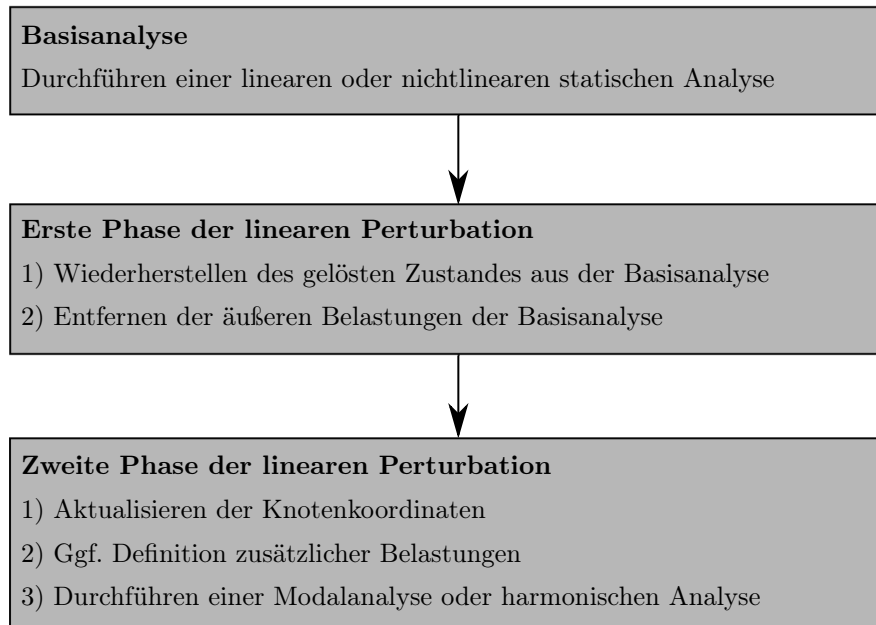 Basisanalyse
Durchführen einer linearen oder nichtlinearen statischen Analyse
Erste Phase der linearen Perturbation
1) Wiederherstellen des gelösten Zustandes aus der Basisanalyse
2) Entfernen der äußeren Belastungen der Basisanalyse
Zweite Phase der linearen Perturbation
1) Aktualisieren der Knotenkoordinaten
2) Ggf. Definition zusätzlicher Belastungen
3) Durchführen einer Modalanalyse oder harmonischen Analyse